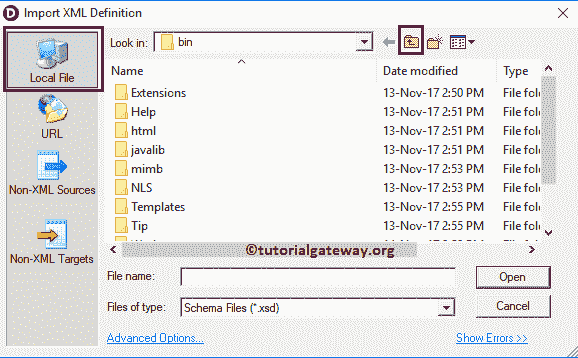 Import XML Definition
Look in: bin
Local File
URL
Non-XML Sources
Non-XML Targets
Name Date modified Type
Extensions 13-Nov-17 2:50 PM File fol
Help 13-Nov-17 2:51 PM File fol
html 13-Nov-17 2:51 PM File fol
javalib 13-Nov-17 2:51 PM File fol
mimb 13-Nov-17 2:53 PM File fol
NLS 13-Nov-17 2:53 PM File fol
Templates 13-Nov-17 2:55 PM File fol
Tip 13-Nov-17 2:55 PM File fol
©tutorialgateway.org
File name: Open
Files of type: Schema Files (*.xsd) Cancel
Advanced Options... Show Errors >>